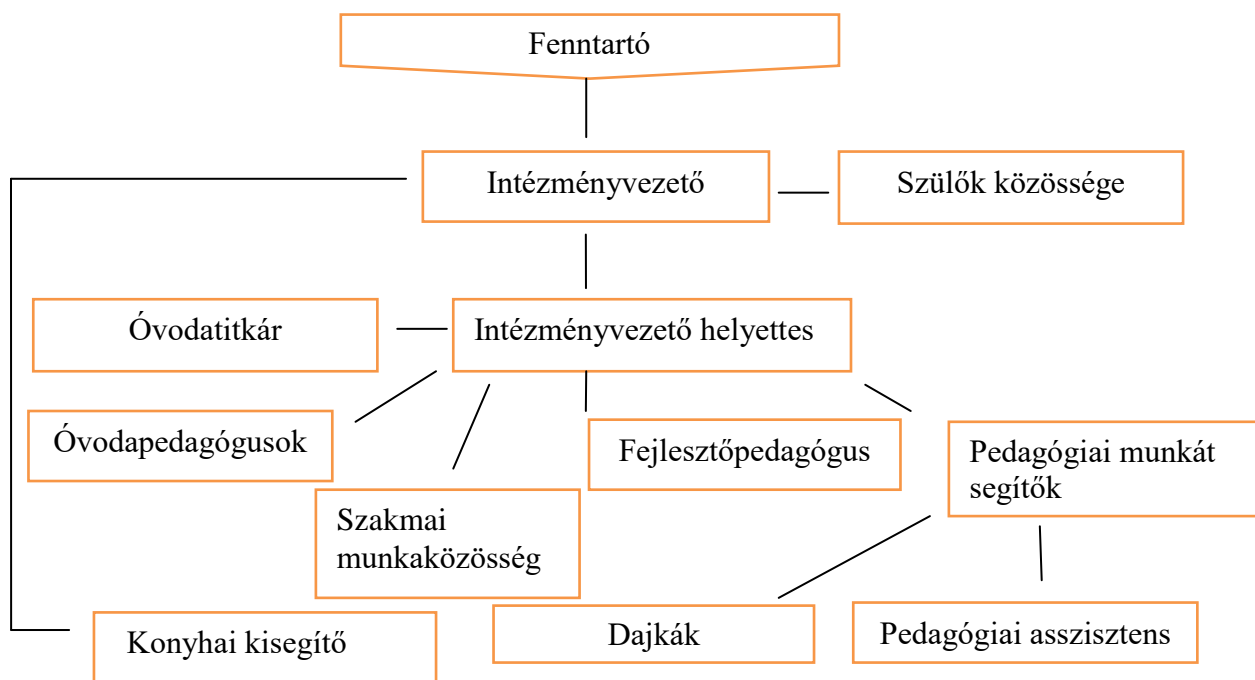 Fenntartó
Intézményvezető
Szülők közössége
Óvodatitkár
Intézményvezető helyettes
Óvodapedagógusok
Fejlesztőpedagógus
Pedagógiai munkát
segítők
Szakmai
munkaközösség
Konyhai kisegítő
Dajkák
Pedagógiai asszisztens